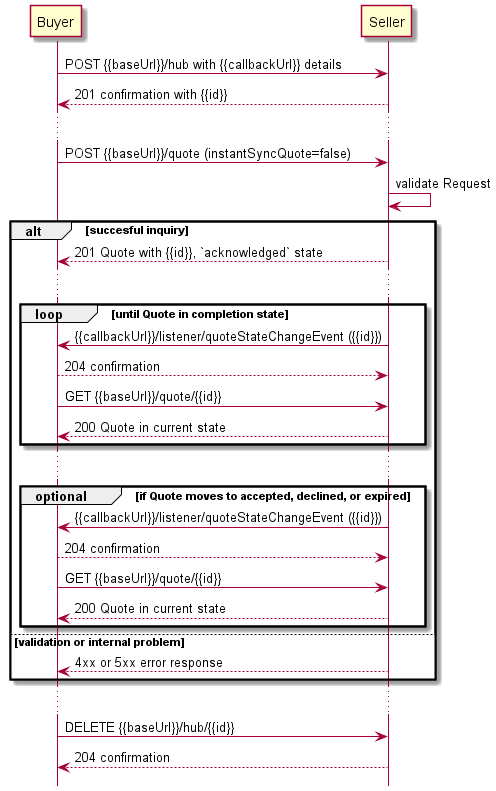 Buyer
Seller
POST {{baseUrl}}/hub with {{callbackUrl}} details
201 confirmation with {{id}}
POST {{baseUrl}}/quote (instantSyncQuote=false)
validate Request
alt [succesful inquiry]
201 Quote with {{id}}, `acknowledged` state
loop [until Quote in completion state]
{{callbackUrl}}/listener/quoteStateChangeEvent ({{id}})
204 confirmation
GET {{baseUrl}}/quote/{{id}}
200 Quote in current state
optional [if Quote moves to accepted, declined, or expired]
{{callbackUrl}}/listener/quoteStateChangeEvent ({{id}})
204 confirmation
GET {{baseUrl}}/quote/{{id}}
200 Quote in current state
[validation or internal problem]
4xx or 5xx error response
DELETE {{baseUrl}}/hub/{{id}}
204 confirmation